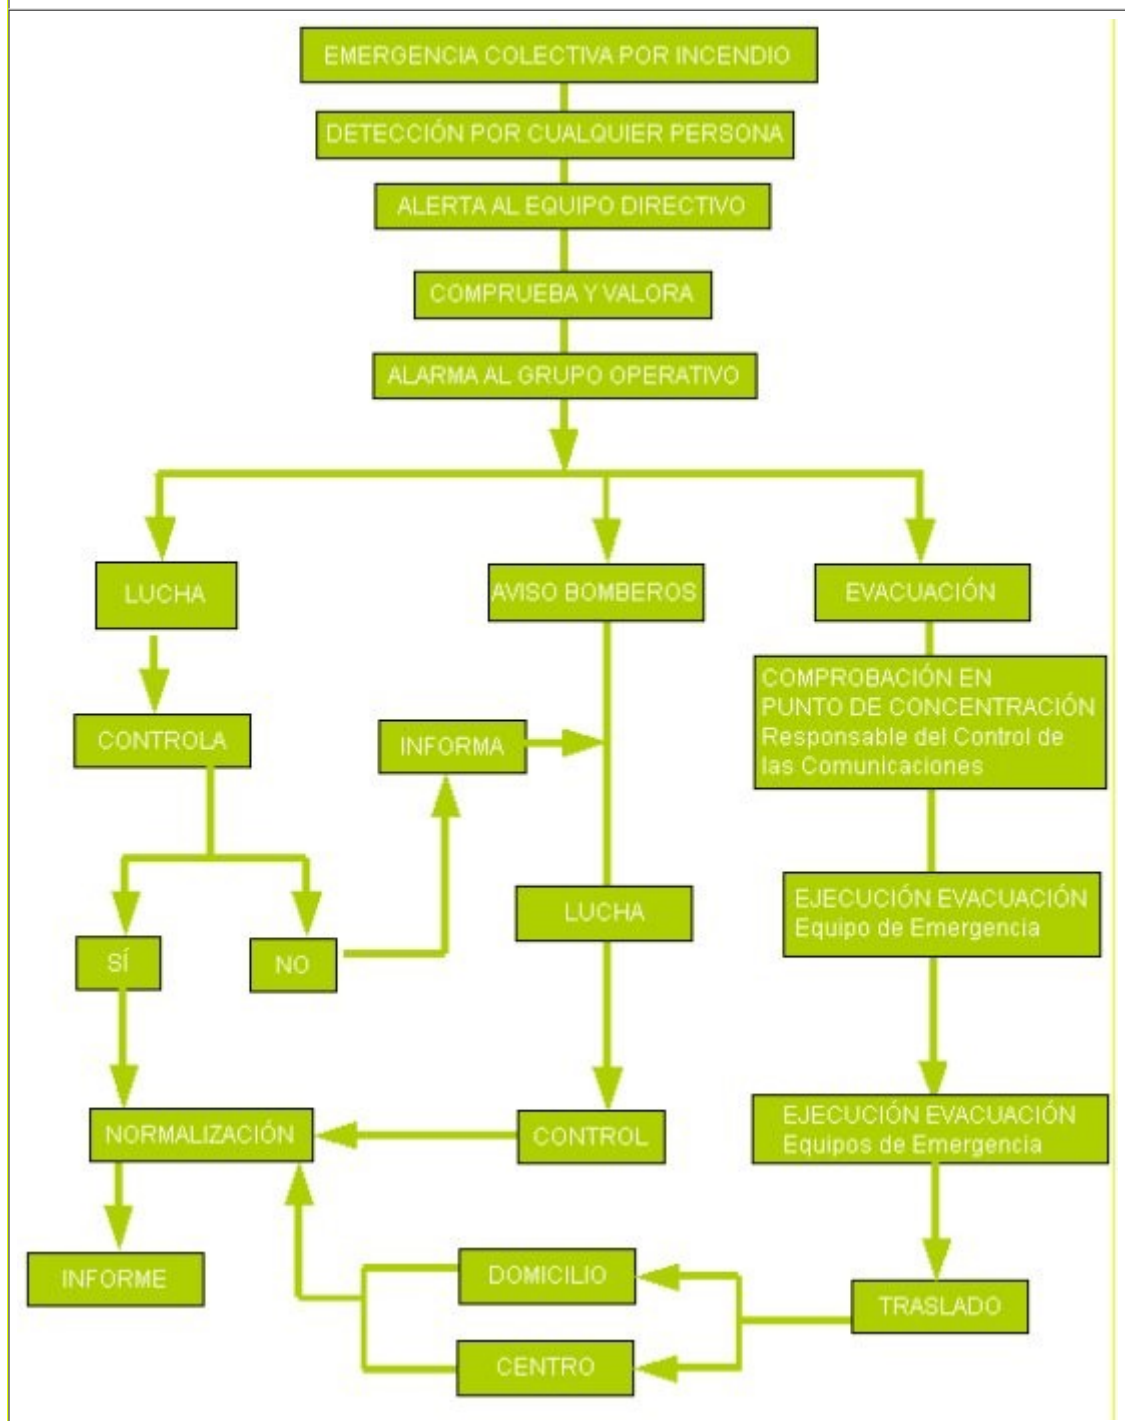 EMERGENCIA COLECTIVA POR INCENDIO
DETECCIÓN POR CUALQUIER PERSONA
ALERTA AL EQUIPO DIRECTIVO
COMPRUEBA Y VALORA
ALARMA AL GRUPO OPERATIVO
LUCHA
AVISO BOMBEROS
EVACUACIÓN
COMPROBACIÓN EN
PUNTO DE CONCENTRACIÓN
Responsable del Control de
las Comunicaciones
CONTROLA
INFORMA
EJECUCIÓN EVACUACIÓN
Equipo de Emergencia
LUCHA
SÍ
NO
NORMALIZACIÓN
CONTROL
EJECUCIÓN EVACUACIÓN
Equipos de Emergencia
INFORME
DOMICILIO
TRASLADO
CENTRO